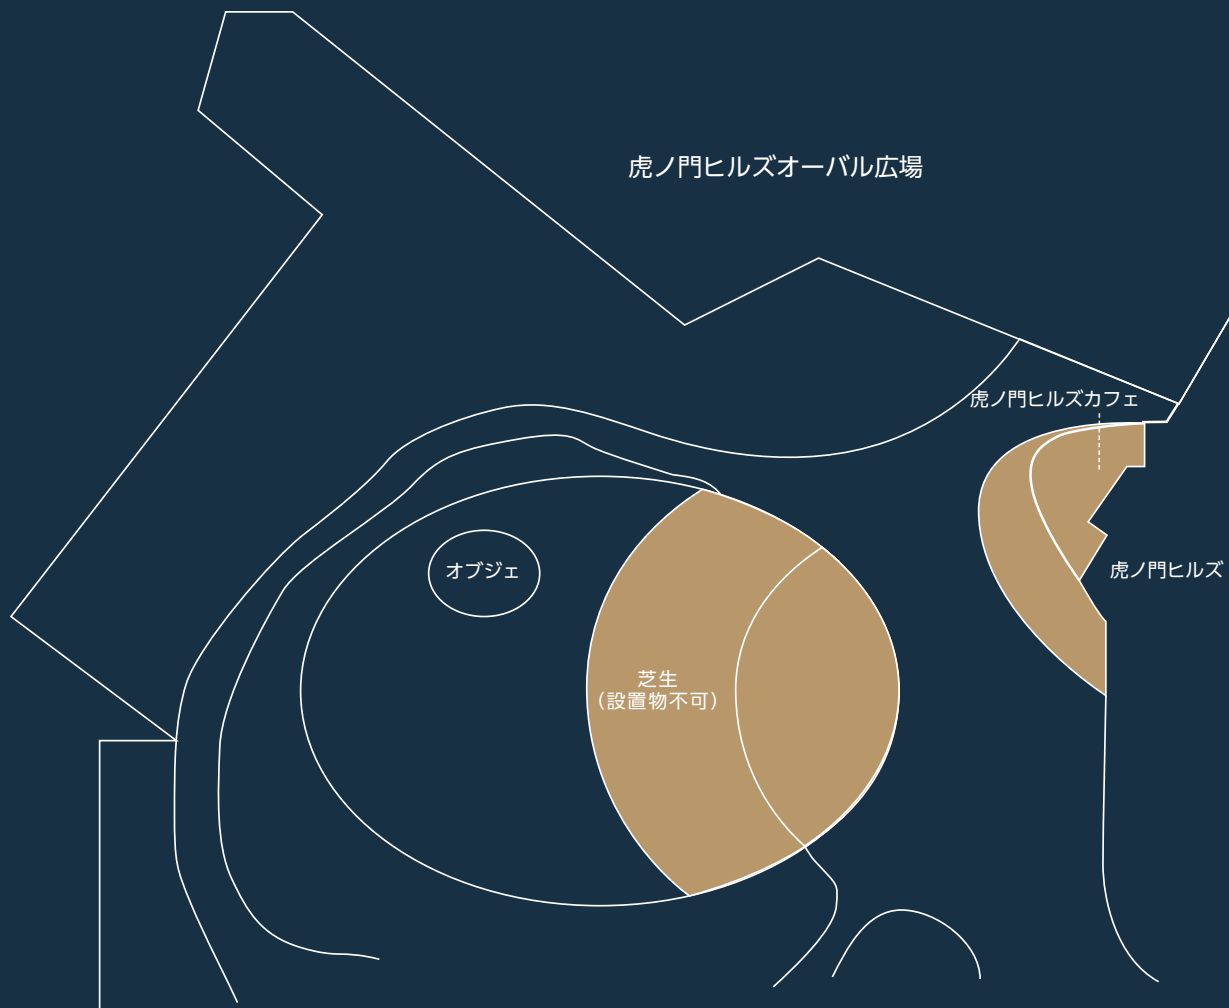 虎ノ門ヒルズオーバル広場
虎ノ門ヒルズカフェ
オブジェ
虎ノ門ヒルズ
芝生
(設置物不可)